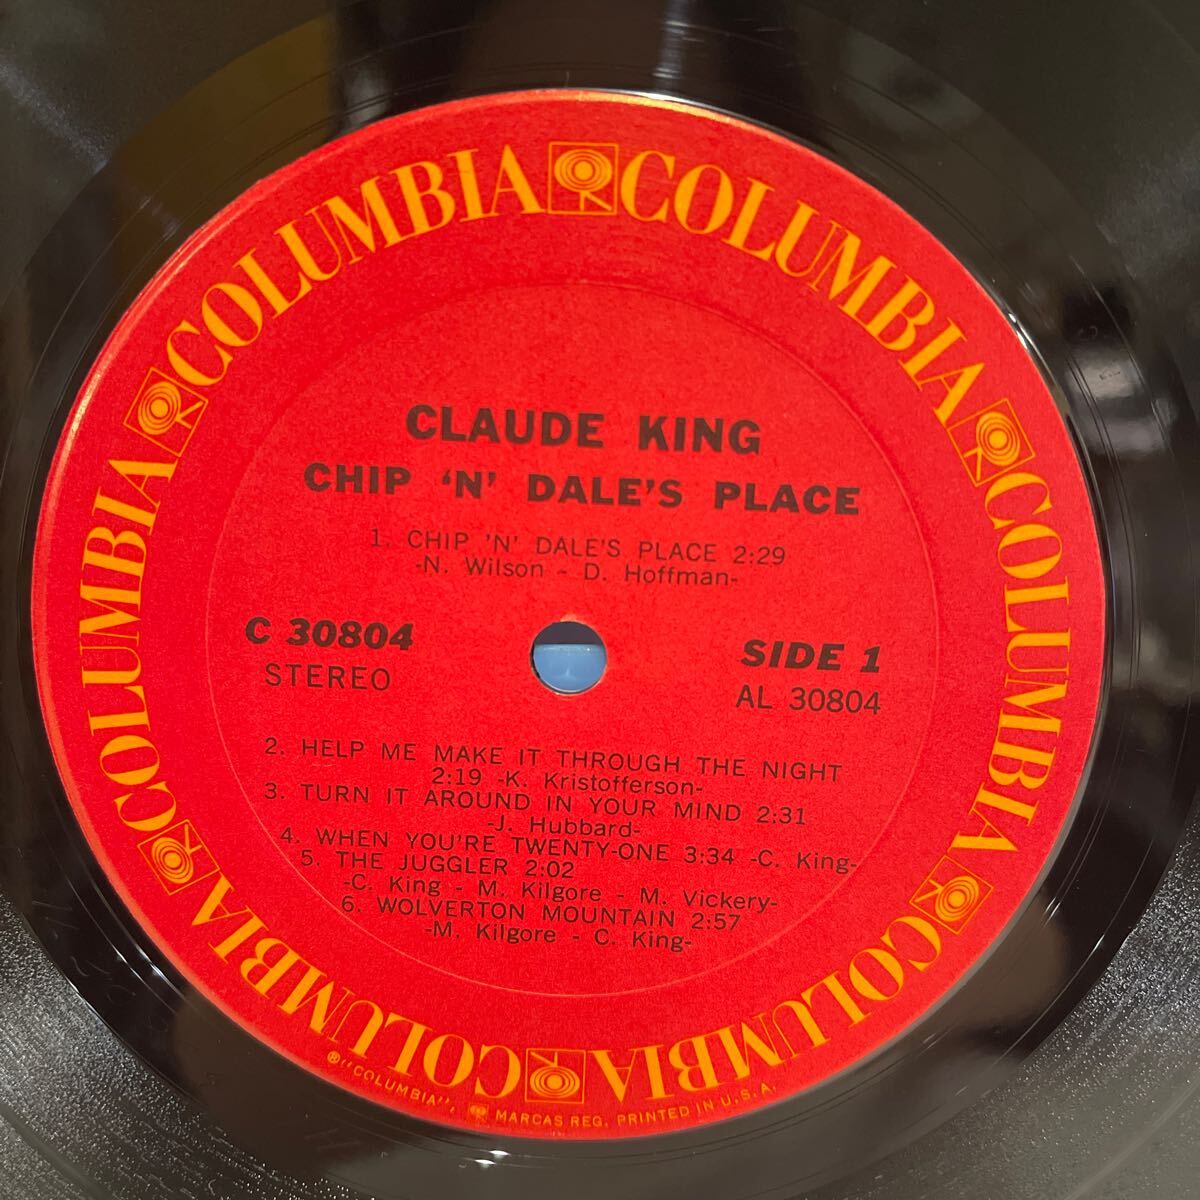 COLUMBIA COLUMBIA COLUMBIA COLUMBIA COLUMBIA COLUMBIA
CLAUDE KING
CHIP 'N' DALE'S PLACE
1. CHIP 'N' DALE'S PLACE 2:29
-N. Wilson - D. Hoffman-
C 30804
STEREO
SIDE 1
AL 30804
2. HELP ME MAKE IT THROUGH THE NIGHT
2:19 -K. Kristofferson-
3. TURN IT AROUND IN YOUR MIND 2:31
-J. Hubbard-
4. WHEN YOU'RE TWENTY-ONE 3:34 -C. King-
5. THE JUGGLER 2:02
-C. King - M. Kilgore - M. Vickery-
6. WOLVERTON MOUNTAIN 2:57
-M. Kilgore - C. King-
®"COLUMBIA", MARCAS REG. PRINTED IN U.S.A.